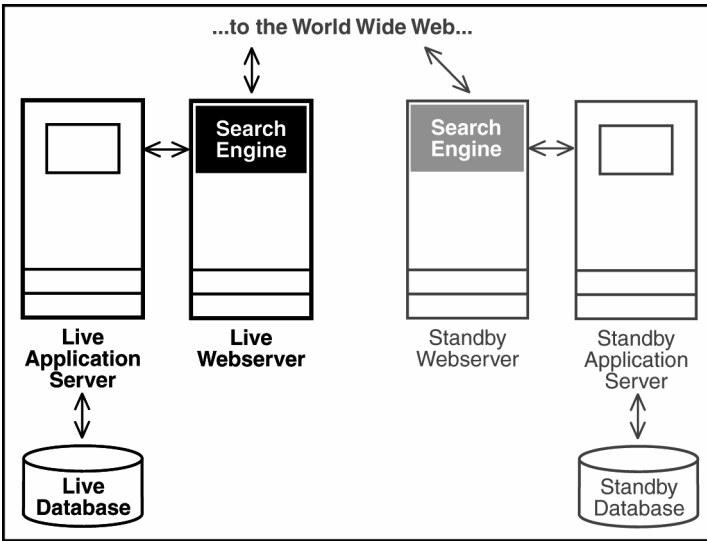 ...to the World Wide Web...
Search
Engine
Search
Engine
Live
Application
Server
Live
Webserver
Standby
Webserver
Standby
Application
Server
Live
Database
Standby
Database